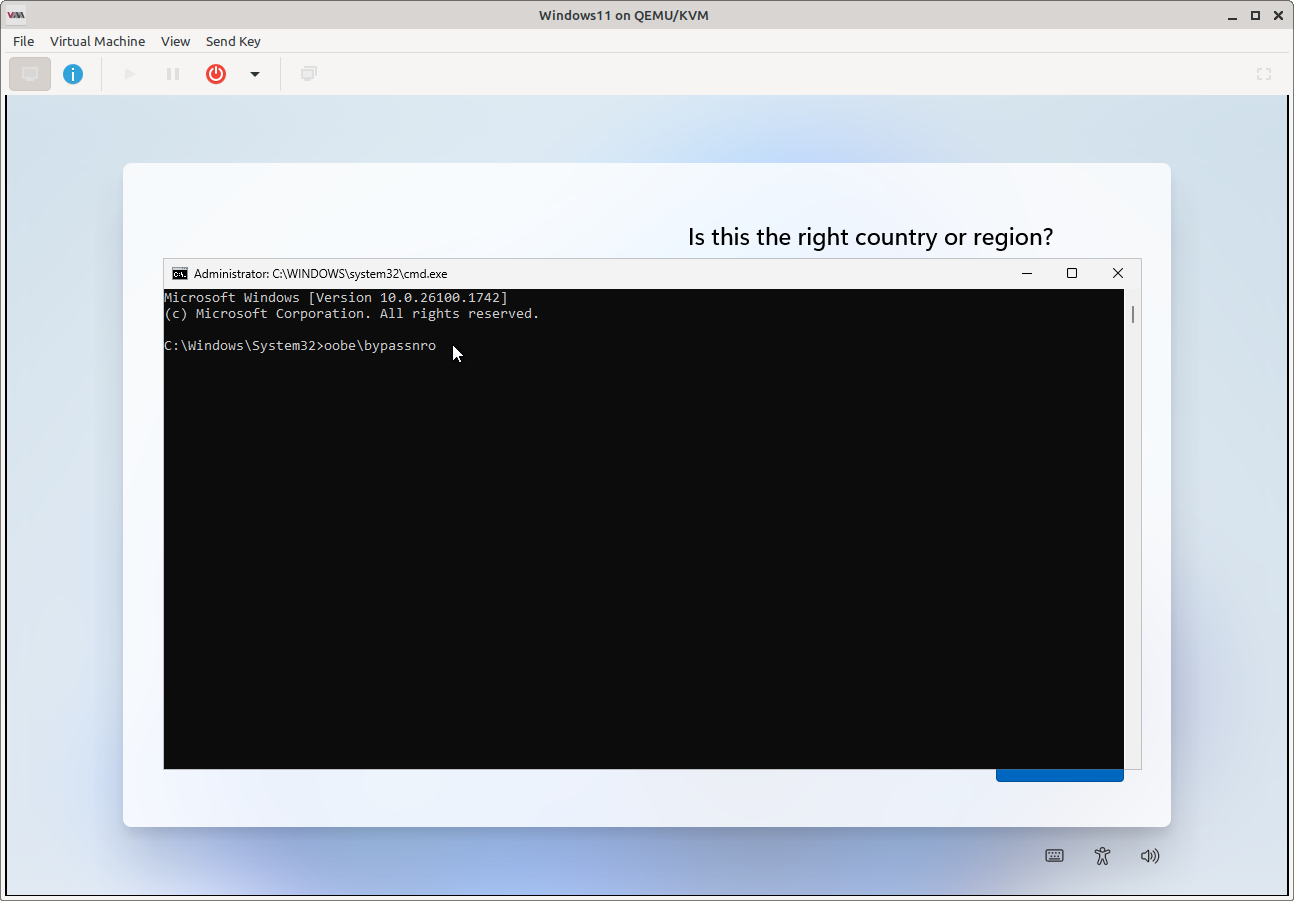 Windows11 on QEMU/KVM
File Virtual Machine View Send Key
Is this the right country or region?
Administrator: C:\WINDOWS\system32\cmd.exe
Microsoft Windows [Version 10.0.26100.1742]
(c) Microsoft Corporation. All rights reserved.
C:\Windows\System32>oobe\bypassnro